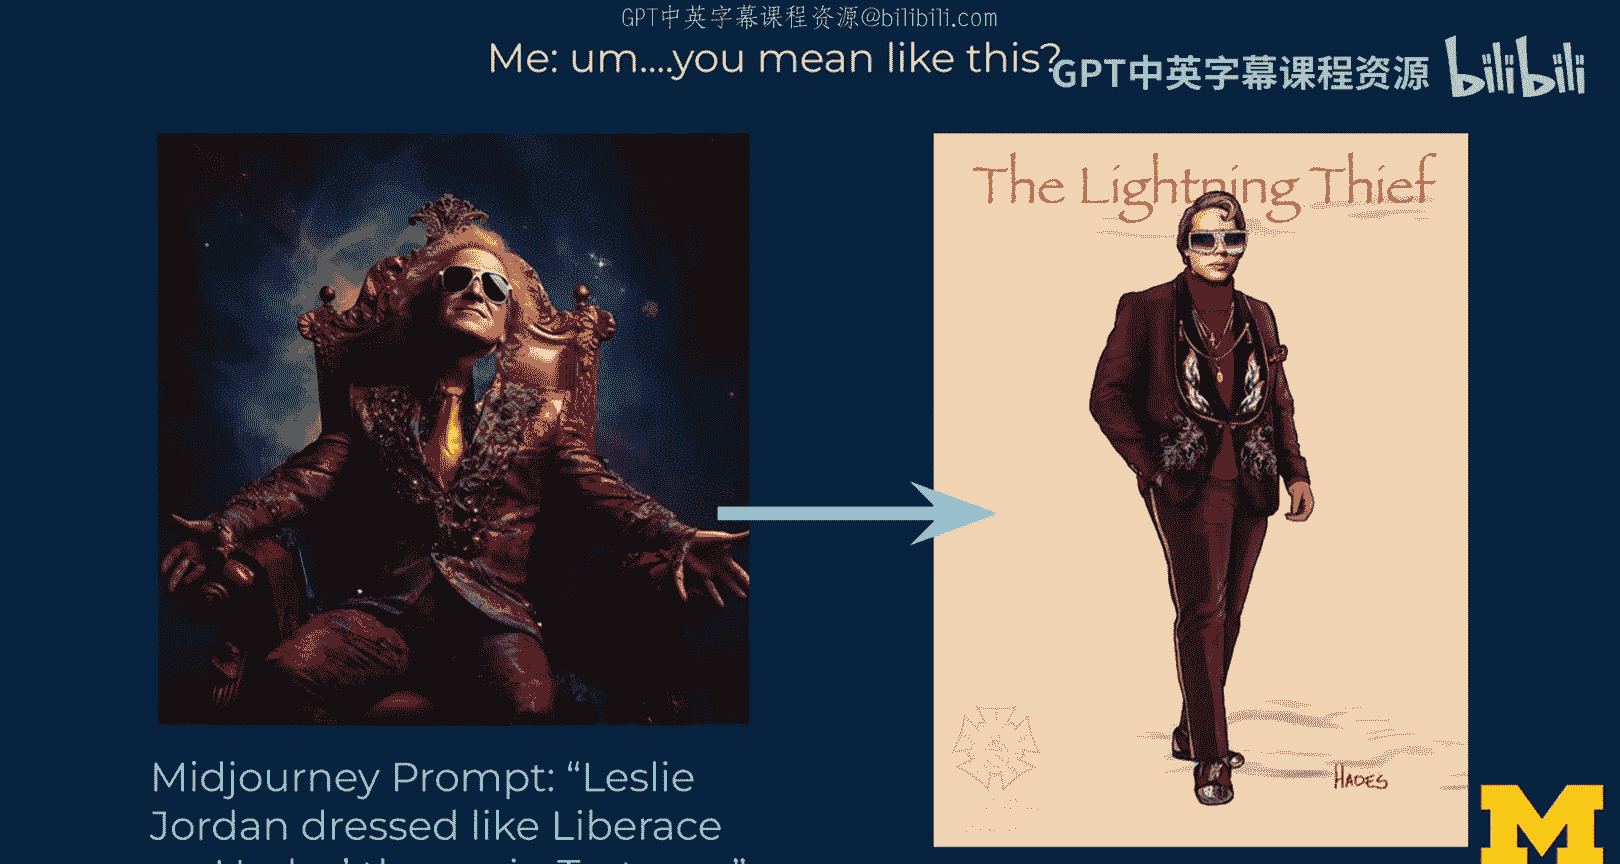 GPT中英字幕课程资源@bilibili.com
Me: um....you mean like this?
GPT中英字幕课程资源 bilibili
The Lightning Thief
HADES
Midjourney Prompt: “Leslie
Jordan dressed like Liberace
M